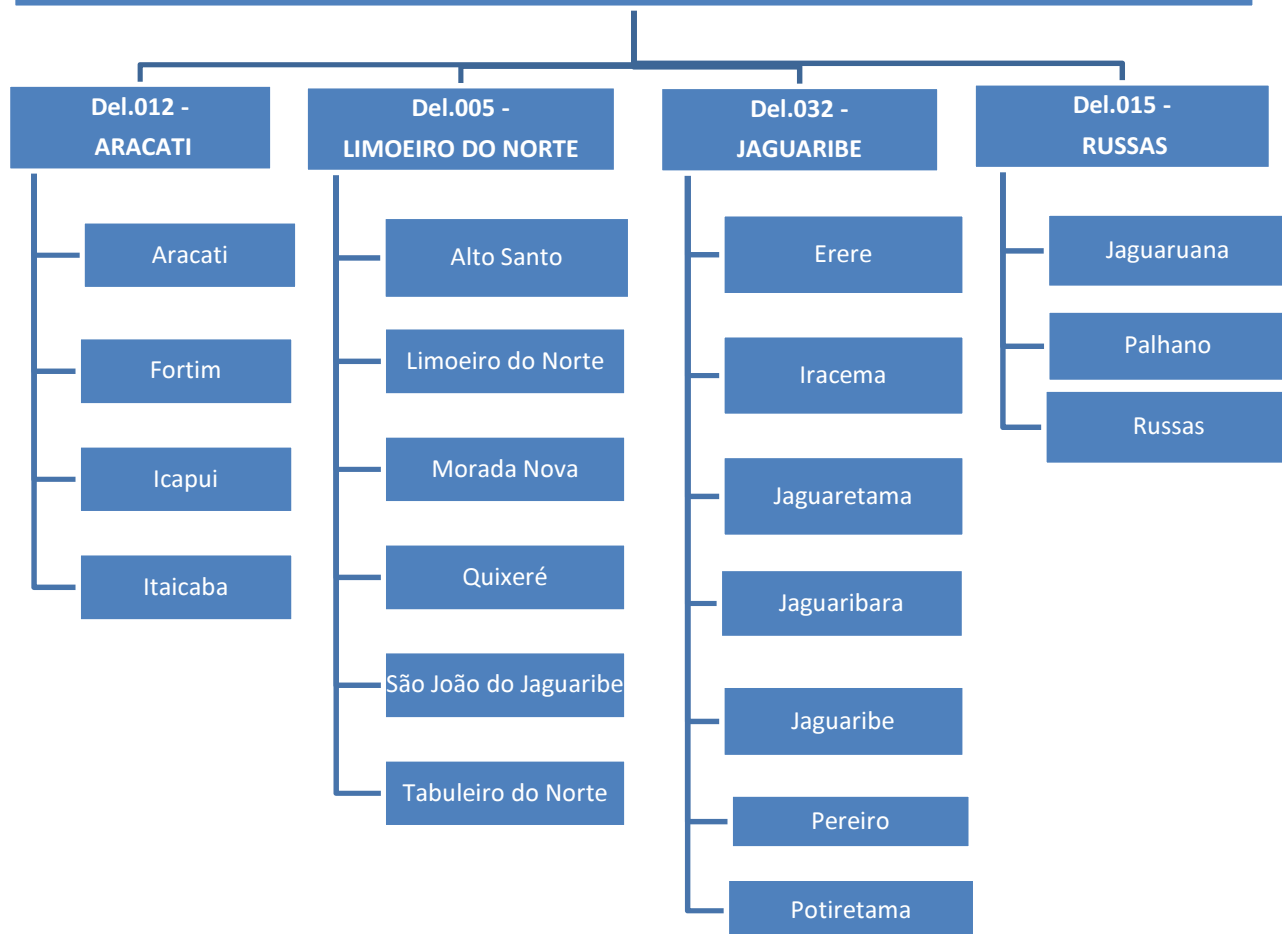 Del.012 -
ARACATI
Aracati
Fortim
Icapui
Itaicaba
Del.005 -
LIMOEIRO DO NORTE
Alto Santo
Limoeiro do Norte
Morada Nova
Quixeré
São João do Jaguaribe
Tabuleiro do Norte
Del.032 -
JAGUARIBE
Erere
Iracema
Jaguaretama
Jaguaribara
Jaguaribe
Pereiro
Potiretama
Del.015 -
RUSSAS
Jaguaruana
Palhano
Russas